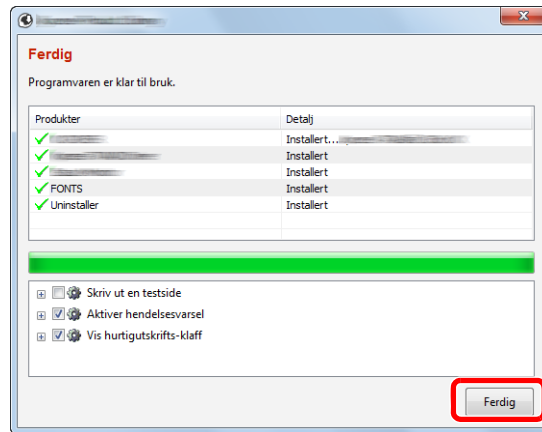 Ferdig
Programvaren er klar til bruk.
Produkter Detalj
Installert...
Installert
Installert
FONTS Installert
Uninstaller Installert
Skriv ut en testside
Aktiver hendelsesvarsel
Vis hurtigutskrifts-klaff
Ferdig